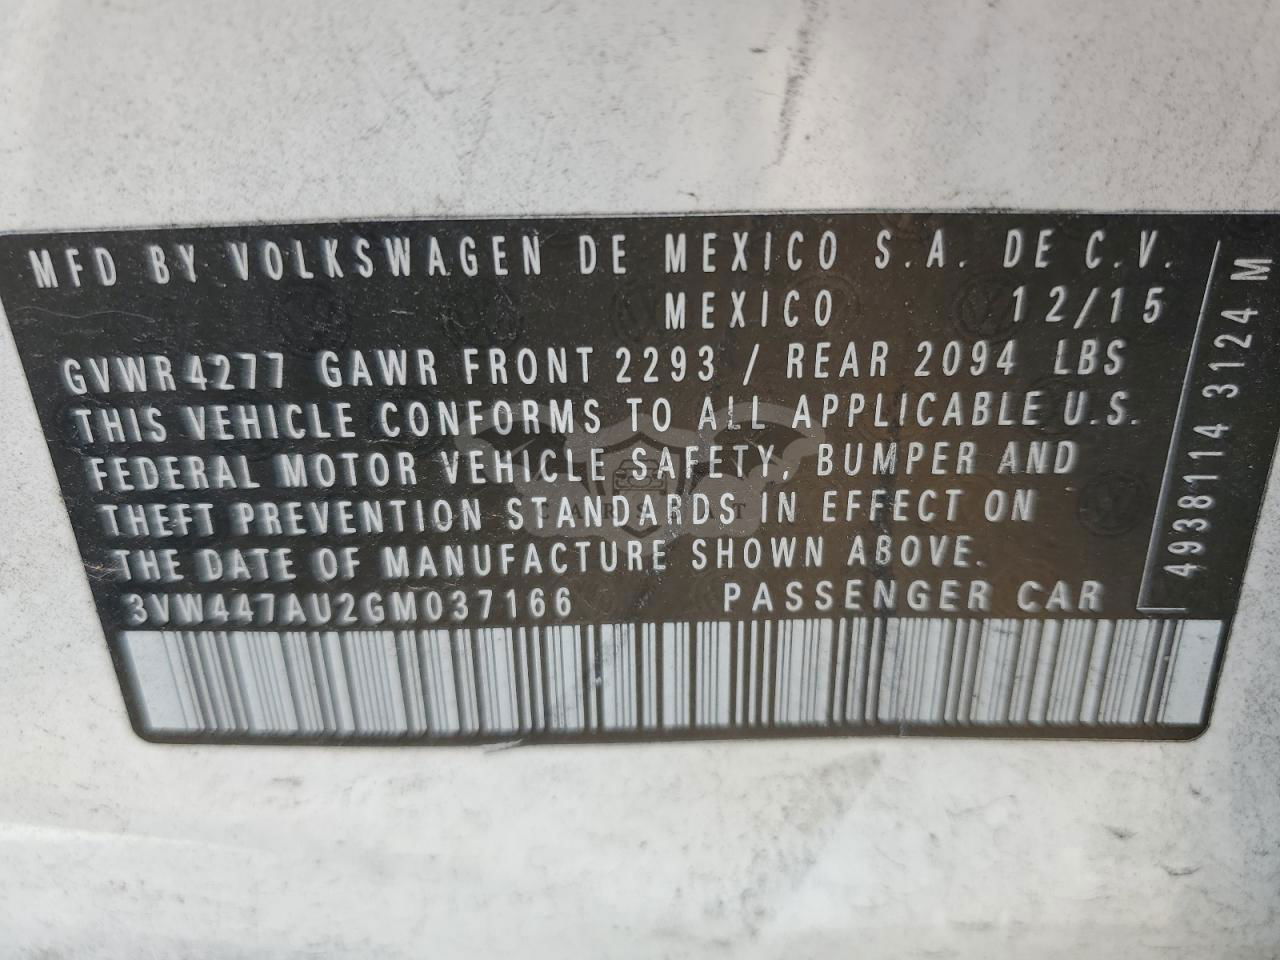 MFD BY VOLKSWAGEN DE MEXICO S.A. DE C.V.
MEXICO 12/15
GVWR 4277 GAWR FRONT 2293 / REAR 2094 LBS
THIS VEHICLE CONFORMS TO ALL APPLICABLE U.S.
FEDERAL MOTOR VEHICLE SAFETY, BUMPER AND
THEFT PREVENTION STANDARDS IN EFFECT ON
THE DATE OF MANUFACTURE SHOWN ABOVE.
3VW447AU2GM037166 PASSENGER CAR
4938114 3124 M